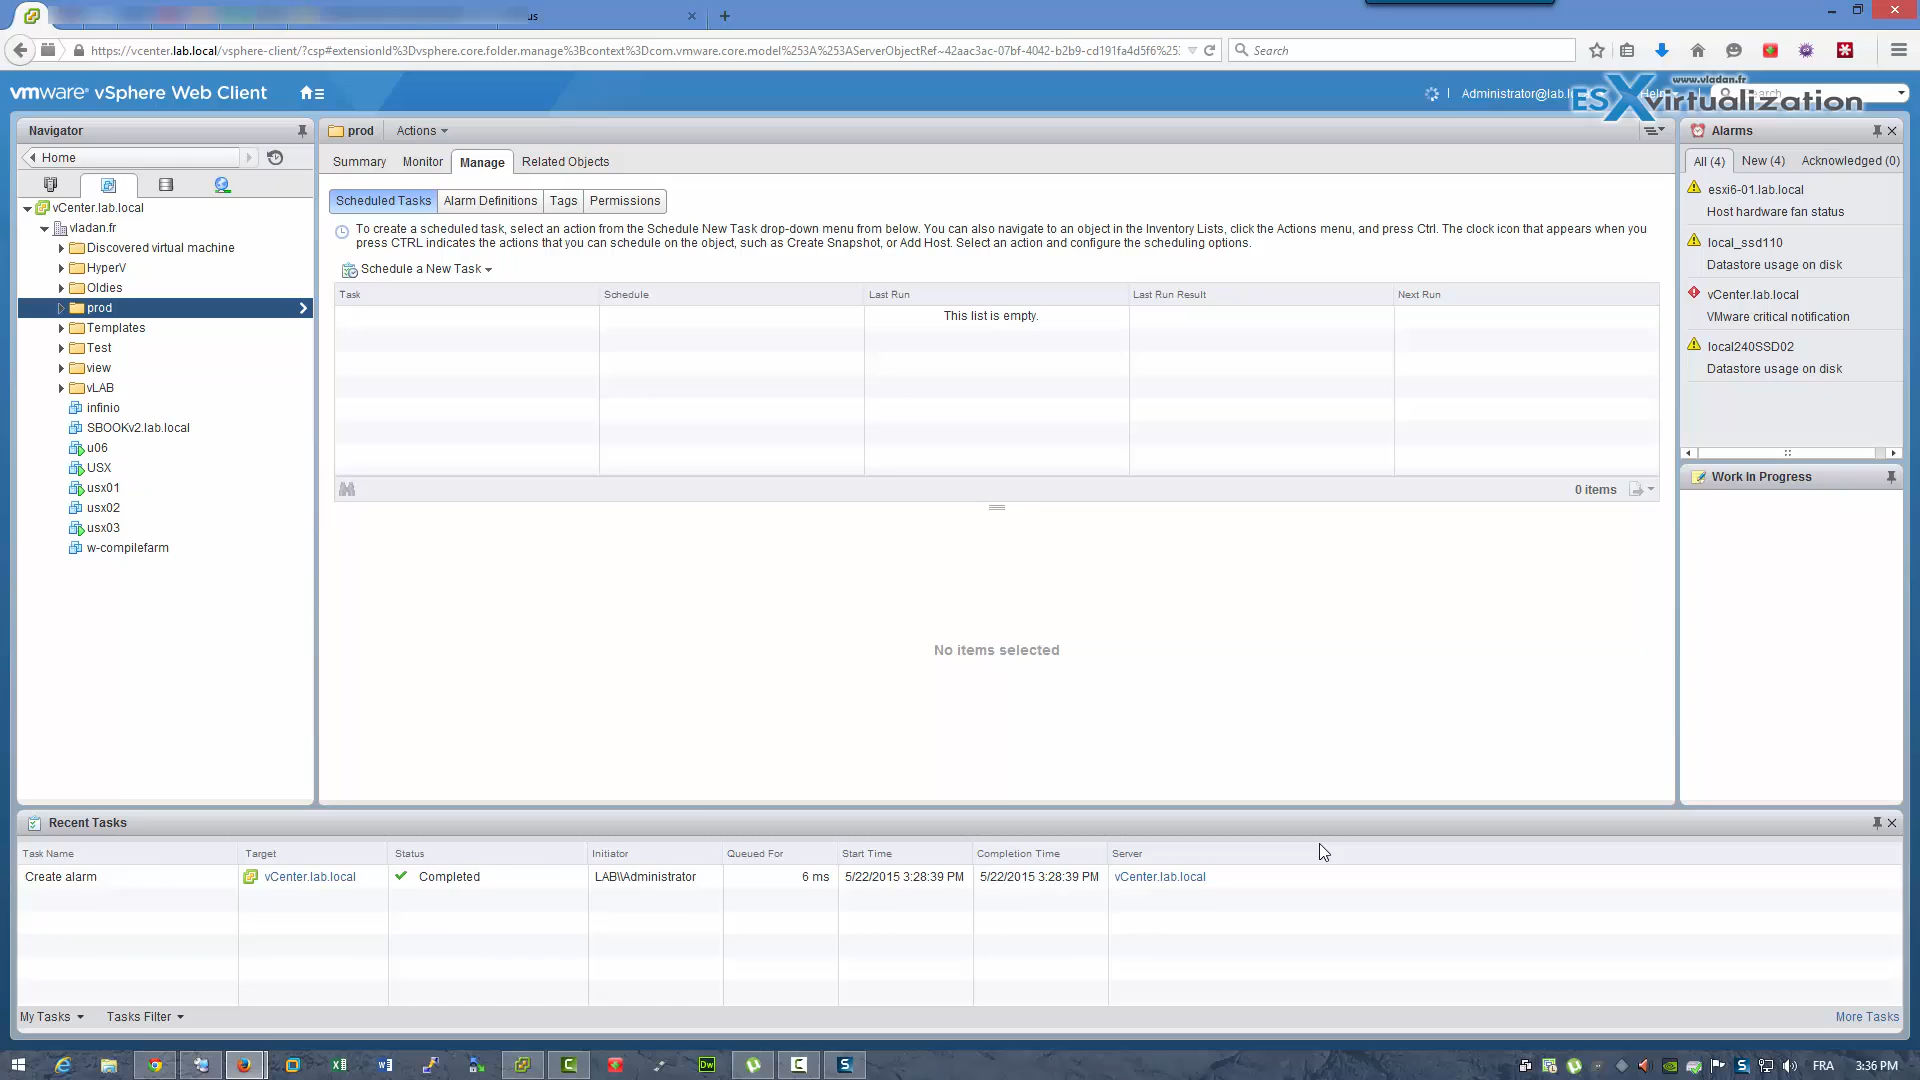 us
https://vcenter.lab.local/vsphere-client/?csp#extensionId%3Dvsphere.core.folder.manage%3Bcontext%3Dcom.vmware.core.model%253A%253AServerObjectRef~42aac3ac-07bf-4042-b2b9-cd191fa4d5f6%253
Search
vmware® vSphere Web Client
Administrator@lab.l
Help
Search
www.vladan.fr
ESXvirtualization
Navigator
Home
vCenter.lab.local
vladan.fr
Discovered virtual machine
HyperV
Oldies
prod
Templates
Test
view
vLAB
infinio
SBOOKv2.lab.local
u06
USX
usx01
usx02
usx03
w-compilefarm
prod Actions
Summary Monitor Manage Related Objects
Scheduled Tasks Alarm Definitions Tags Permissions
To create a scheduled task, select an action from the Schedule New Task drop-down menu from below. You can also navigate to an object in the Inventory Lists, click the Actions menu, and press Ctrl. The clock icon that appears when you
press CTRL indicates the actions that you can schedule on the object, such as Create Snapshot, or Add Host. Select an action and configure the scheduling options.
Schedule a New Task
Task Schedule Last Run Last Run Result Next Run
This list is empty.
0 items
No items selected
Alarms
All (4) New (4) Acknowledged (0)
esxi6-01.lab.local
Host hardware fan status
local_ssd110
Datastore usage on disk
vCenter.lab.local
VMware critical notification
local240SSD02
Datastore usage on disk
Work In Progress
Recent Tasks
Task Name Target Status Initiator Queued For Start Time Completion Time Server
Create alarm vCenter.lab.local Completed LAB\\Administrator 6 ms 5/22/2015 3:28:39 PM 5/22/2015 3:28:39 PM vCenter.lab.local
My Tasks Tasks Filter More Tasks
FRA 3:36 PM